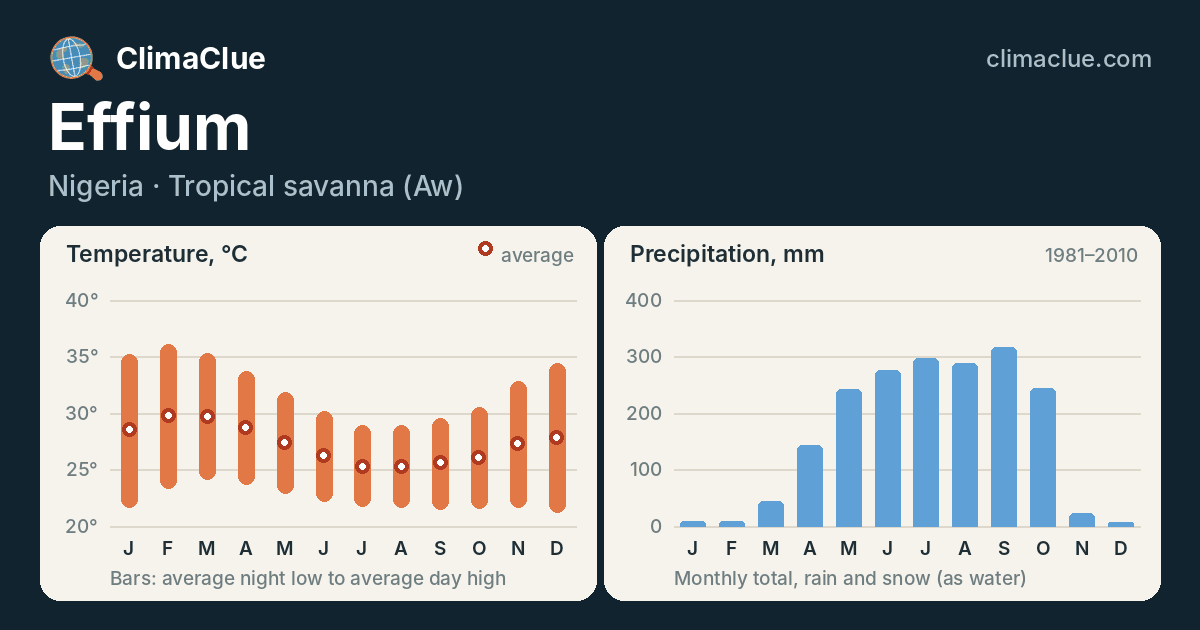 ClimaClue
climaclue.com
Effium
Nigeria · Tropical savanna (Aw)
Temperature, °C
average
40°
35°
30°
25°
20°
J F M A M J J A S O N D
Bars: average night low to average day high
Precipitation, mm
1981–2010
400
300
200
100
0
J F M A M J J A S O N D
Monthly total, rain and snow (as water)